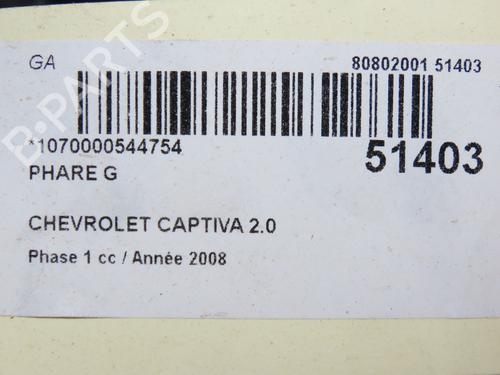 GA
80802001 51403
*1070000544754
51403
PHARE G
CHEVROLET CAPTIVA 2.0
Phase 1 cc / Année 2008
B-PARTS